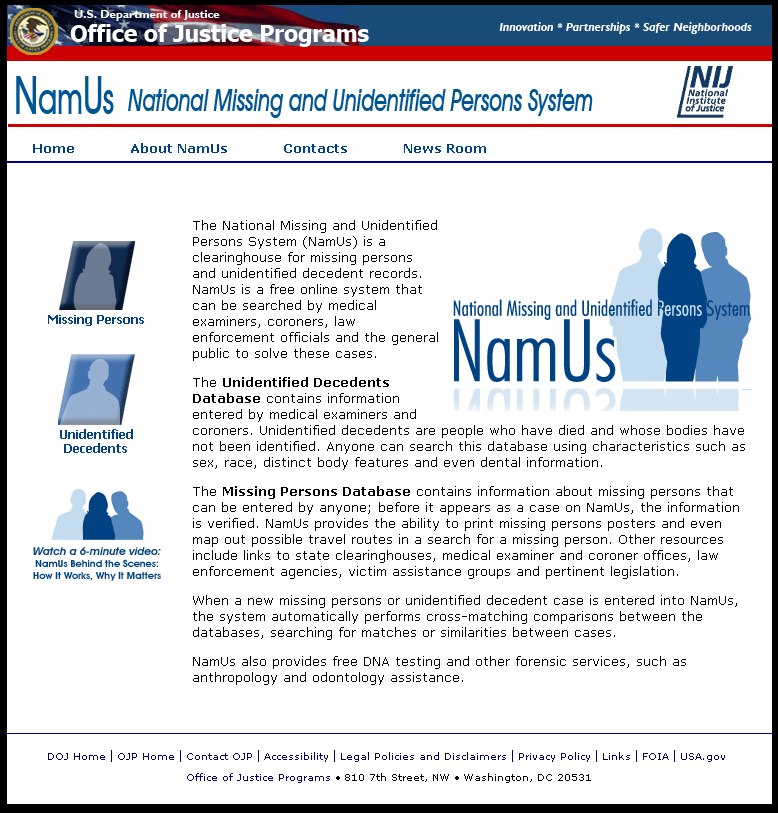 U.S. Department of Justice
Office of Justice Programs
Innovation * Partnerships * Safer Neighborhoods
NamUs National Missing and Unidentified Persons System
NIJ
National
Institute
of Justice
Home About NamUs Contacts News Room
Missing Persons
Unidentified
Decedents
Watch a 6-minute video:
NamUs Behind the Scenes:
How It Works, Why It Matters
The National Missing and Unidentified
Persons System (NamUs) is a
clearinghouse for missing persons
and unidentified decedent records.
NamUs is a free online system that
can be searched by medical
examiners, coroners, law
enforcement officials and the general
public to solve these cases.
National Missing and Unidentified Persons System
NamUs
The Unidentified Decedents
Database contains information
entered by medical examiners and
coroners. Unidentified decedents are people who have died and whose bodies have
not been identified. Anyone can search this database using characteristics such as
sex, race, distinct body features and even dental information.
The Missing Persons Database contains information about missing persons that
can be entered by anyone; before it appears as a case on NamUs, the information
is verified. NamUs provides the ability to print missing persons posters and even
map out possible travel routes in a search for a missing person. Other resources
include links to state clearinghouses, medical examiner and coroner offices, law
enforcement agencies, victim assistance groups and pertinent legislation.
When a new missing persons or unidentified decedent case is entered into NamUs,
the system automatically performs cross-matching comparisons between the
databases, searching for matches or similarities between cases.
NamUs also provides free DNA testing and other forensic services, such as
anthropology and odontology assistance.
DOJ Home | OJP Home | Contact OJP | Accessibility | Legal Policies and Disclaimers | Privacy Policy | Links | FOIA | USA.gov
Office of Justice Programs • 810 7th Street, NW • Washington, DC 20531